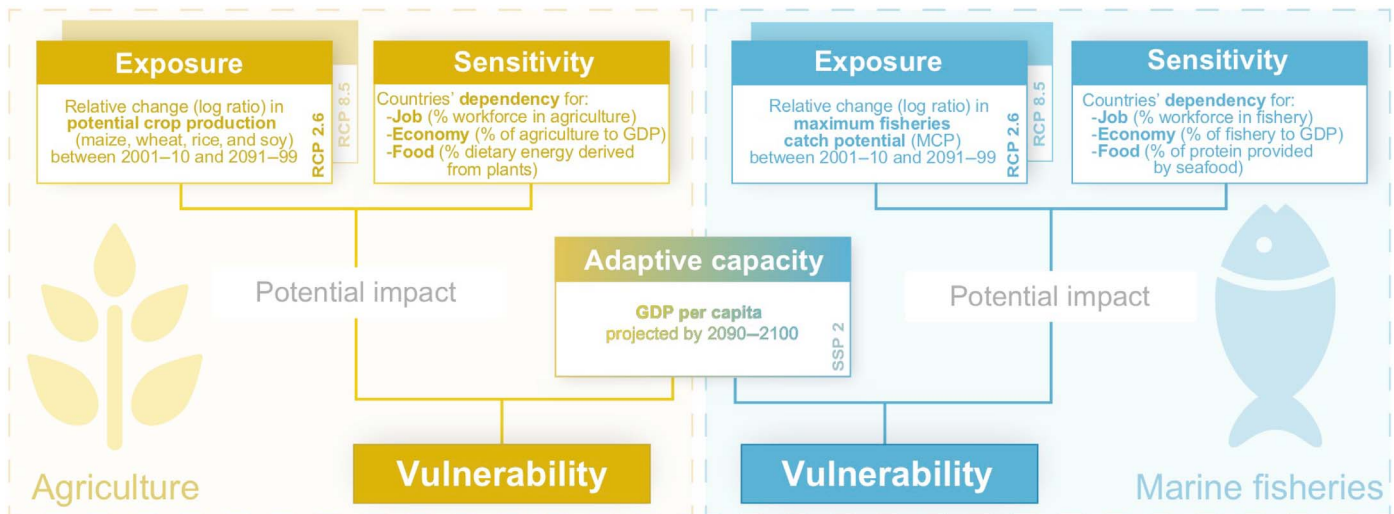 Exposure
Relative change (log ratio) in
potential crop production
(maize, wheat, rice, and soy)
between 2001–10 and 2091–99
RCP 2.6
RCP 8.5
Sensitivity
Countries’ dependency for:
-Job (% workforce in agriculture)
-Economy (% of agriculture to GDP)
-Food (% dietary energy derived
from plants)
Exposure
Relative change (log ratio) in
maximum fisheries
catch potential (MCP)
between 2001–10 and 2091–99
RCP 2.6
RCP 8.5
Sensitivity
Countries’ dependency for:
-Job (% workforce in fishery)
-Economy (% of fishery to GDP)
-Food (% of protein provided
by seafood)
Potential impact
Adaptive capacity
GDP per capita
projected by 2090–2100
SSP 2
Potential impact
Agriculture
Vulnerability
Vulnerability
Marine fisheries